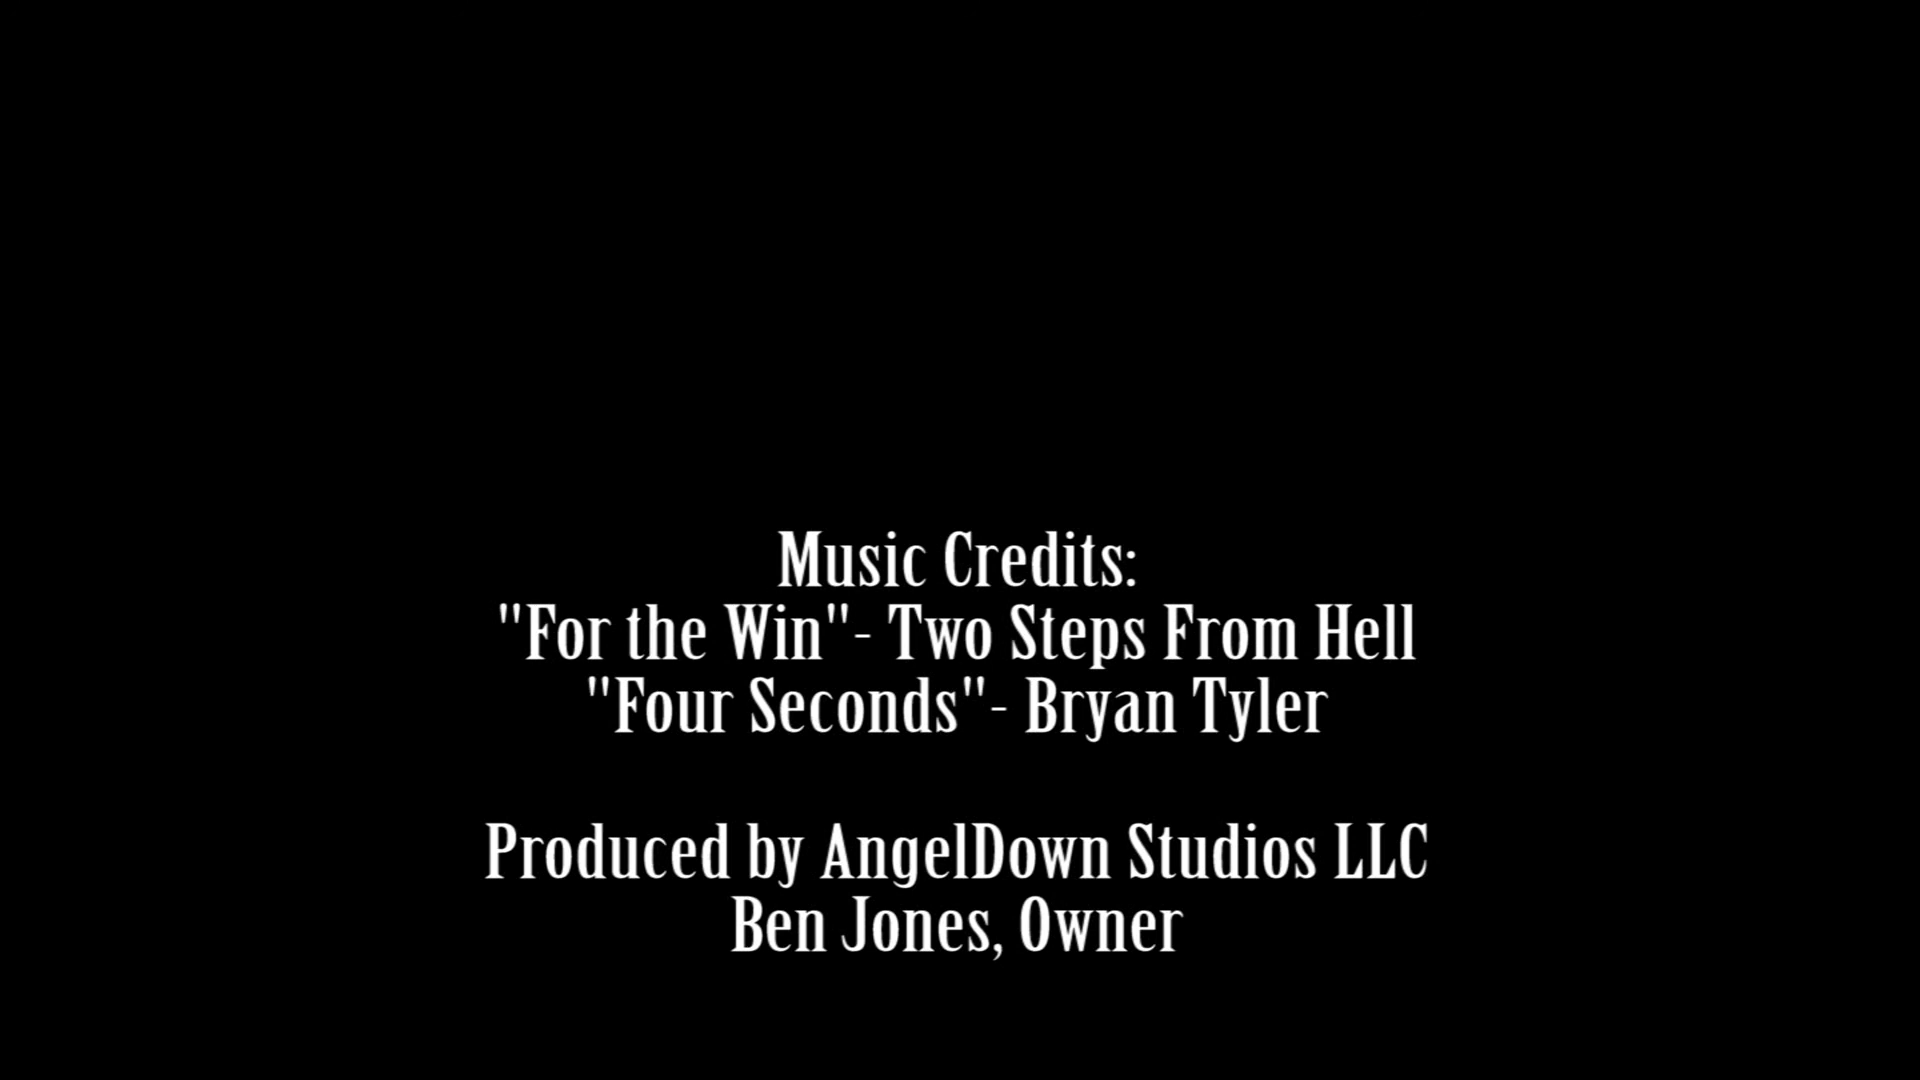 Music Credits:
"For the Win"- Two Steps From Hell
"Four Seconds"- Bryan Tyler
Produced by AngelDown Studios LLC
Ben Jones, Owner